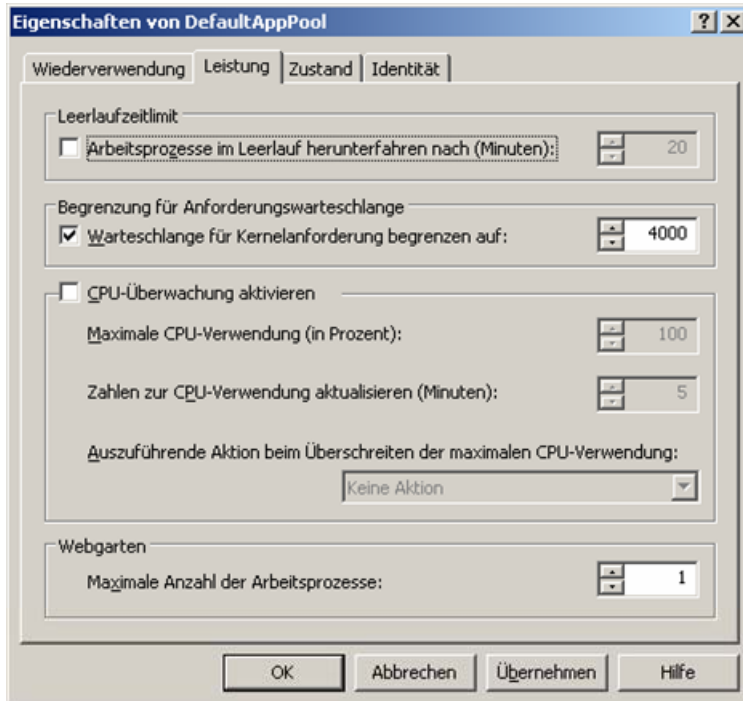 Eigenschaften von DefaultAppPool
Wiederverwendung Leistung Zustand Identität
Leerlaufzeitlimit
Arbeitsprozesse im Leerlauf herunterfahren nach (Minuten): 20
Begrenzung für Anforderungswarteschlange
Warteschlange für Kernelanforderung begrenzen auf: 4000
CPU-Überwachung aktivieren
Maximale CPU-Verwendung (in Prozent): 100
Zahlen zur CPU-Verwendung aktualisieren (Minuten): 5
Auszuführende Aktion beim Überschreiten der maximalen CPU-Verwendung:
Keine Aktion
Webgarten
Maximale Anzahl der Arbeitsprozesse: 1
OK Abbrechen Übernehmen Hilfe